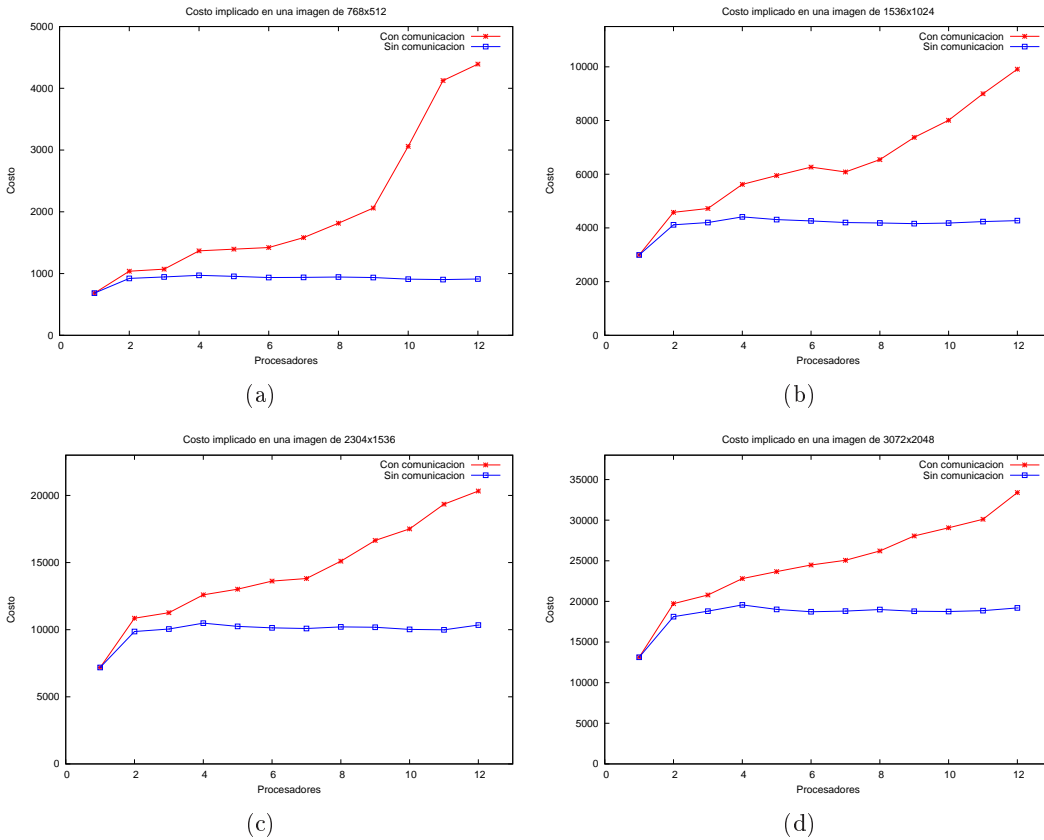 Costo implicado en una imagen de 768x512
5000
4000
3000
2000
1000
0
Costo
Con comunicacion
Sin comunicacion
0 2 4 6 8 10 12
Procesadores
(a)
Costo implicado en una imagen de 1536x1024
10000
8000
6000
4000
2000
0
Costo
Con comunicacion
Sin comunicacion
0 2 4 6 8 10 12
Procesadores
(b)
Costo implicado en una imagen de 2304x1536
20000
15000
10000
5000
0
Costo
Con comunicacion
Sin comunicacion
0 2 4 6 8 10 12
Procesadores
(c)
Costo implicado en una imagen de 3072x2048
35000
30000
25000
20000
15000
10000
5000
0
Costo
Con comunicacion
Sin comunicacion
0 2 4 6 8 10 12
Procesadores
(d)